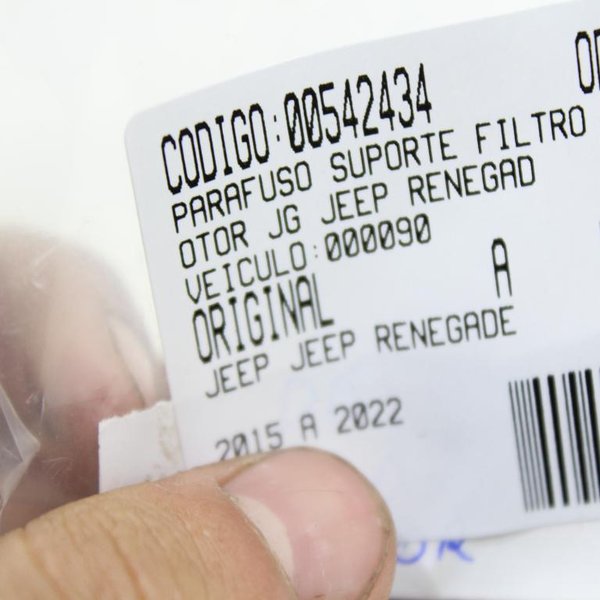 CODIGO:00542434
PARAFUSO SUPORTE FILTRO
OTOR JG JEEP RENEGAD
VEICULO:000090
ORIGINAL A
JEEP JEEP RENEGADE
2015 A 2022